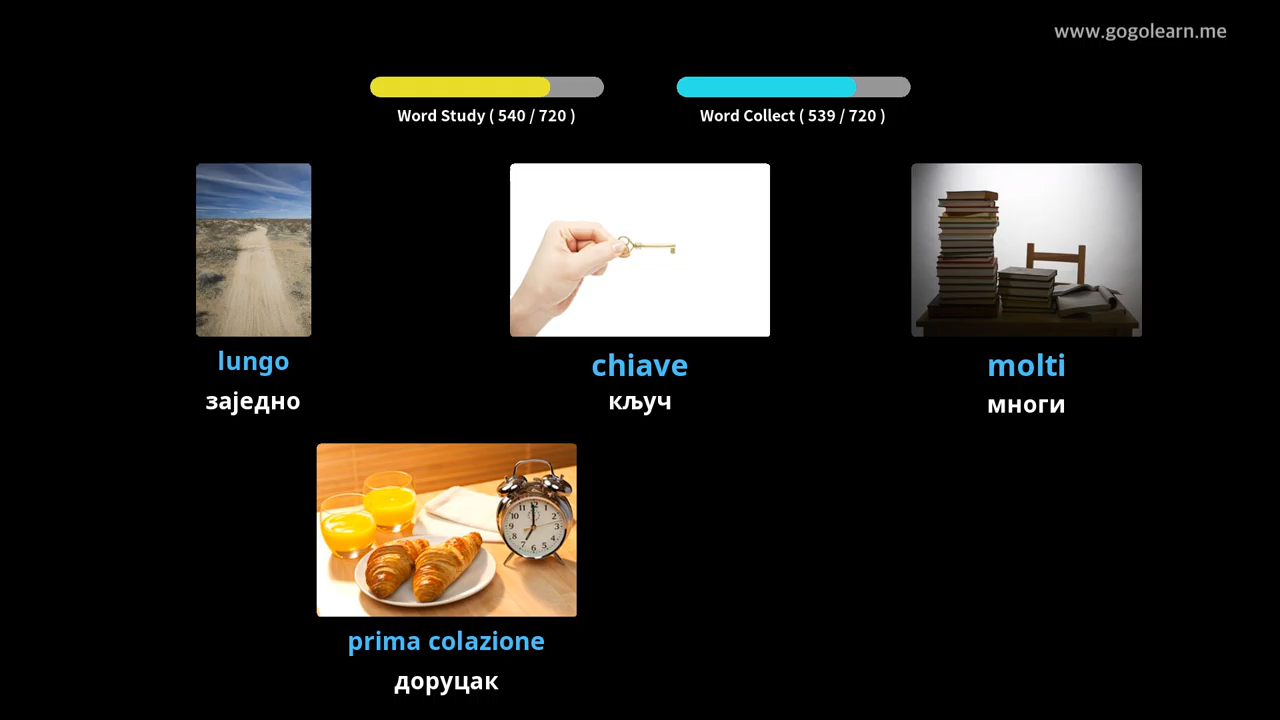 www.gogolearn.me
Word Study ( 540 / 720 )
Word Collect ( 539 / 720 )
lungo
заједно
chiave
кључ
molti
многи
prima colazione
доруцак